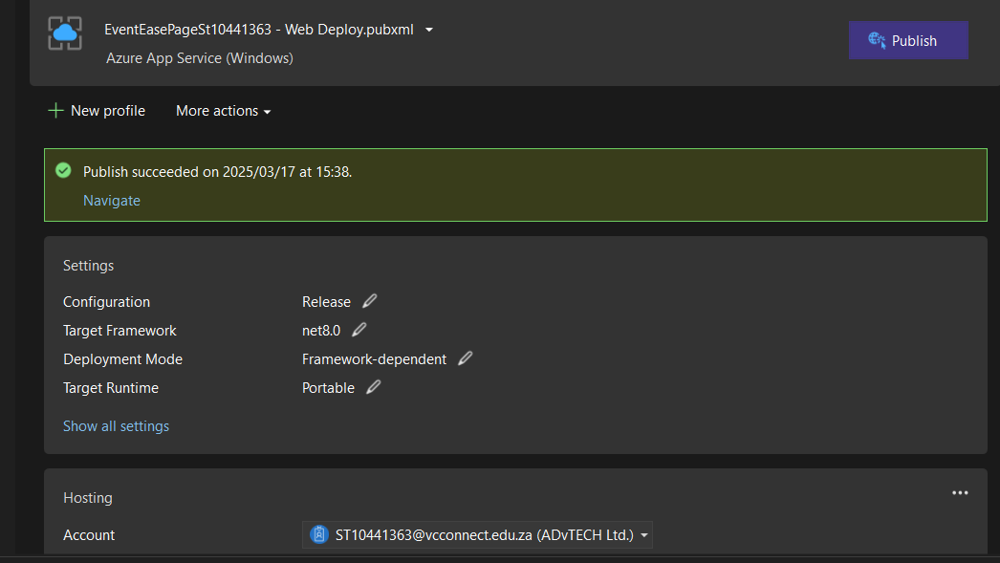 EventEasePageSt10441363 - Web Deploy.pubxml
Publish
Azure App Service (Windows)
New profile
More actions
Publish succeeded on 2025/03/17 at 15:38.
Navigate
Settings
Configuration
Release
Target Framework
net8.0
Deployment Mode
Framework-dependent
Target Runtime
Portable
Show all settings
Hosting
Account
ST10441363@vcconnect.edu.za (ADvTECH Ltd.)